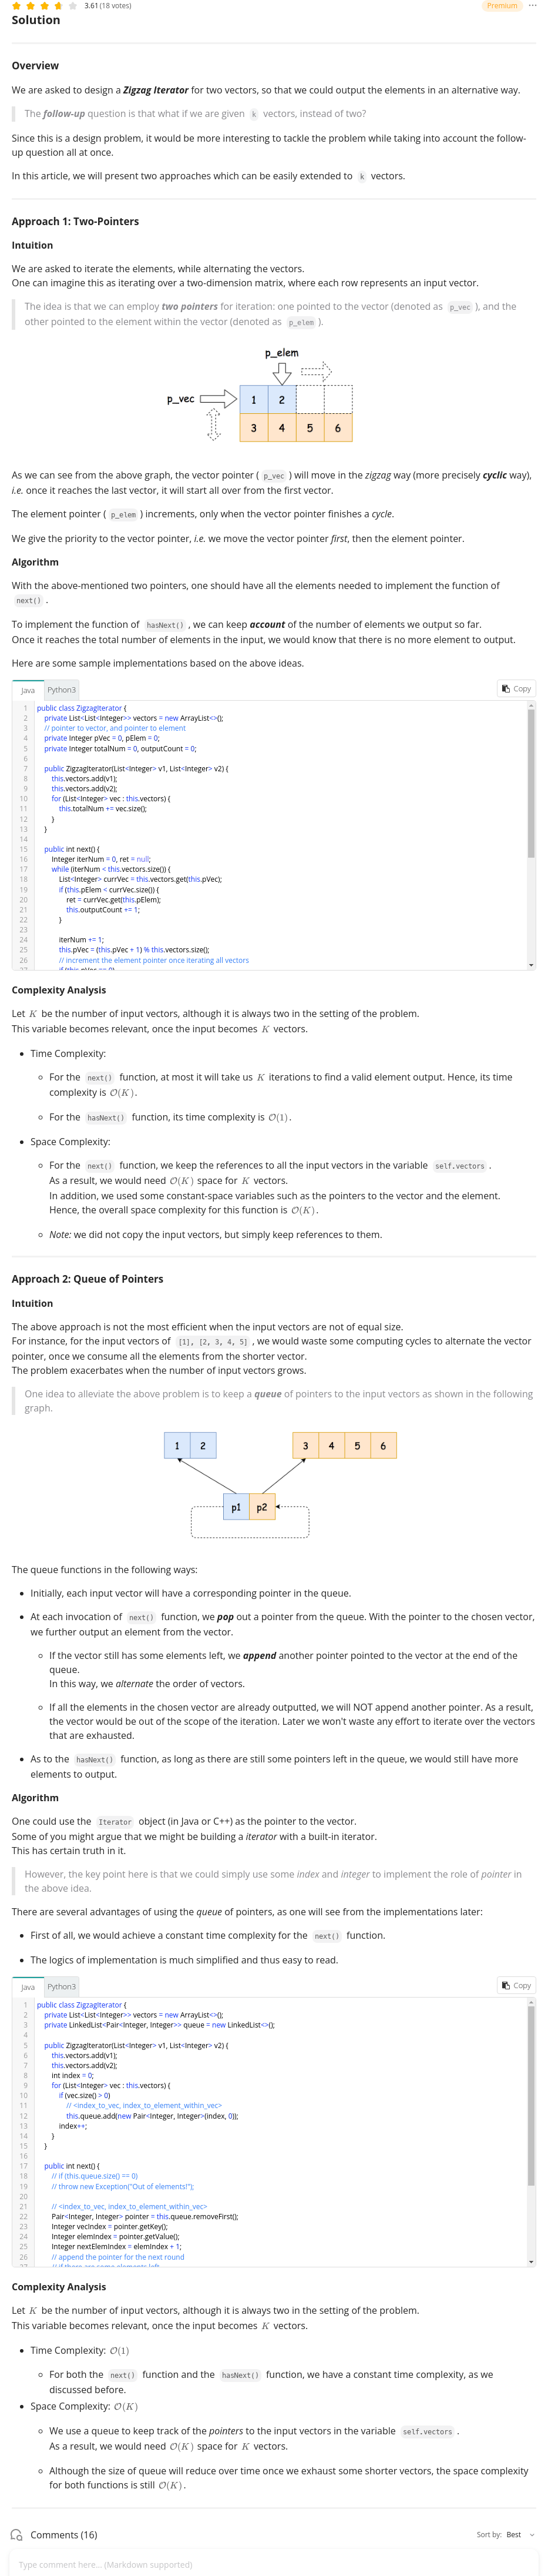 3.61 (18 votes)
Premium
Solution
Overview
We are asked to design a Zigzag Iterator for two vectors, so that we could output the elements in an alternative way.
The follow-up question is that what if we are given k vectors, instead of two?
Since this is a design problem, it would be more interesting to tackle the problem while taking into account the follow-
up question all at once.
In this article, we will present two approaches which can be easily extended to k vectors.
Approach 1: Two-Pointers
Intuition
We are asked to iterate the elements, while alternating the vectors.
One can imagine this as iterating over a two-dimension matrix, where each row represents an input vector.
The idea is that we can employ two pointers for iteration: one pointed to the vector (denoted as p_vec ), and the
other pointed to the element within the vector (denoted as p_elem ).
p_elem
p_vec
1 2
3 4 5 6
As we can see from the above graph, the vector pointer ( p_vec ) will move in the zigzag way (more precisely cyclic way),
i.e. once it reaches the last vector, it will start all over from the first vector.
The element pointer ( p_elem ) increments, only when the vector pointer finishes a cycle.
We give the priority to the vector pointer, i.e. we move the vector pointer first, then the element pointer.
Algorithm
With the above-mentioned two pointers, one should have all the elements needed to implement the function of
next() .
To implement the function of hasNext() , we can keep account of the number of elements we output so far.
Once it reaches the total number of elements in the input, we would know that there is no more element to output.
Here are some sample implementations based on the above ideas.
Java Python3 Copy
1 public class ZigzagIterator {
2 private List<List<Integer>> vectors = new ArrayList<>();
3 // pointer to vector, and pointer to element
4 private Integer pVec = 0, pElem = 0;
5 private Integer totalNum = 0, outputCount = 0;
6
7 public ZigzagIterator(List<Integer> v1, List<Integer> v2) {
8 this.vectors.add(v1);
9 this.vectors.add(v2);
10 for (List<Integer> vec : this.vectors) {
11 this.totalNum += vec.size();
12 }
13 }
14
15 public int next() {
16 Integer iterNum = 0, ret = null;
17 while (iterNum < this.vectors.size()) {
18 List<Integer> currVec = this.vectors.get(this.pVec);
19 if (this.pElem < currVec.size()) {
20 ret = currVec.get(this.pElem);
21 this.outputCount += 1;
22 }
23
24 iterNum += 1;
25 this.pVec = (this.pVec + 1) % this.vectors.size();
26 // increment the element pointer once iterating all vectors
27 if (this.pVec == 0)
Complexity Analysis
Let K be the number of input vectors, although it is always two in the setting of the problem.
This variable becomes relevant, once the input becomes K vectors.
• Time Complexity:
◦ For the next() function, at most it will take us K iterations to find a valid element output. Hence, its time
complexity is O(K).
◦ For the hasNext() function, its time complexity is O(1).
• Space Complexity:
◦ For the next() function, we keep the references to all the input vectors in the variable self.vectors .
As a result, we would need O(K) space for K vectors.
In addition, we used some constant-space variables such as the pointers to the vector and the element.
Hence, the overall space complexity for this function is O(K).
◦ Note: we did not copy the input vectors, but simply keep references to them.
Approach 2: Queue of Pointers
Intuition
The above approach is not the most efficient when the input vectors are not of equal size.
For instance, for the input vectors of [1], [2, 3, 4, 5] , we would waste some computing cycles to alternate the vector
pointer, once we consume all the elements from the shorter vector.
The problem exacerbates when the number of input vectors grows.
One idea to alleviate the above problem is to keep a queue of pointers to the input vectors as shown in the following
graph.
1 2
3 4 5 6
p1 p2
The queue functions in the following ways:
• Initially, each input vector will have a corresponding pointer in the queue.
• At each invocation of next() function, we pop out a pointer from the queue. With the pointer to the chosen vector,
we further output an element from the vector.
◦ If the vector still has some elements left, we append another pointer pointed to the vector at the end of the
queue.
In this way, we alternate the order of vectors.
◦ If all the elements in the chosen vector are already outputted, we will NOT append another pointer. As a result,
the vector would be out of the scope of the iteration. Later we won't waste any effort to iterate over the vectors
that are exhausted.
• As to the hasNext() function, as long as there are still some pointers left in the queue, we would still have more
elements to output.
Algorithm
One could use the Iterator object (in Java or C++) as the pointer to the vector.
Some of you might argue that we might be building a iterator with a built-in iterator.
This has certain truth in it.
However, the key point here is that we could simply use some index and integer to implement the role of pointer in
the above idea.
There are several advantages of using the queue of pointers, as one will see from the implementations later:
• First of all, we would achieve a constant time complexity for the next() function.
• The logics of implementation is much simplified and thus easy to read.
Java Python3 Copy
1 public class ZigzagIterator {
2 private List<List<Integer>> vectors = new ArrayList<>();
3 private LinkedList<Pair<Integer, Integer>> queue = new LinkedList<>();
4
5 public ZigzagIterator(List<Integer> v1, List<Integer> v2) {
6 this.vectors.add(v1);
7 this.vectors.add(v2);
8 int index = 0;
9 for (List<Integer> vec : this.vectors) {
10 if (vec.size() > 0)
11 // <index_to_vec, index_to_element_within_vec>
12 this.queue.add(new Pair<Integer, Integer>(index, 0));
13 index++;
14 }
15 }
16
17 public int next() {
18 // if (this.queue.size() == 0)
19 // throw new Exception("Out of elements!");
20
21 // <index_to_vec, index_to_element_within_vec>
22 Pair<Integer, Integer> pointer = this.queue.removeFirst();
23 Integer vecIndex = pointer.getKey();
24 Integer elemIndex = pointer.getValue();
25 Integer nextElemIndex = elemIndex + 1;
26 // append the pointer for the next round
27 // if there are some elements left
Complexity Analysis
Let K be the number of input vectors, although it is always two in the setting of the problem.
This variable becomes relevant, once the input becomes K vectors.
• Time Complexity: O(1)
◦ For both the next() function and the hasNext() function, we have a constant time complexity, as we
discussed before.
• Space Complexity: O(K)
◦ We use a queue to keep track of the pointers to the input vectors in the variable self.vectors .
As a result, we would need O(K) space for K vectors.
◦ Although the size of queue will reduce over time once we exhaust some shorter vectors, the space complexity
for both functions is still O(K).
Comments (16)
Sort by: Best
Type comment here... (Markdown supported)